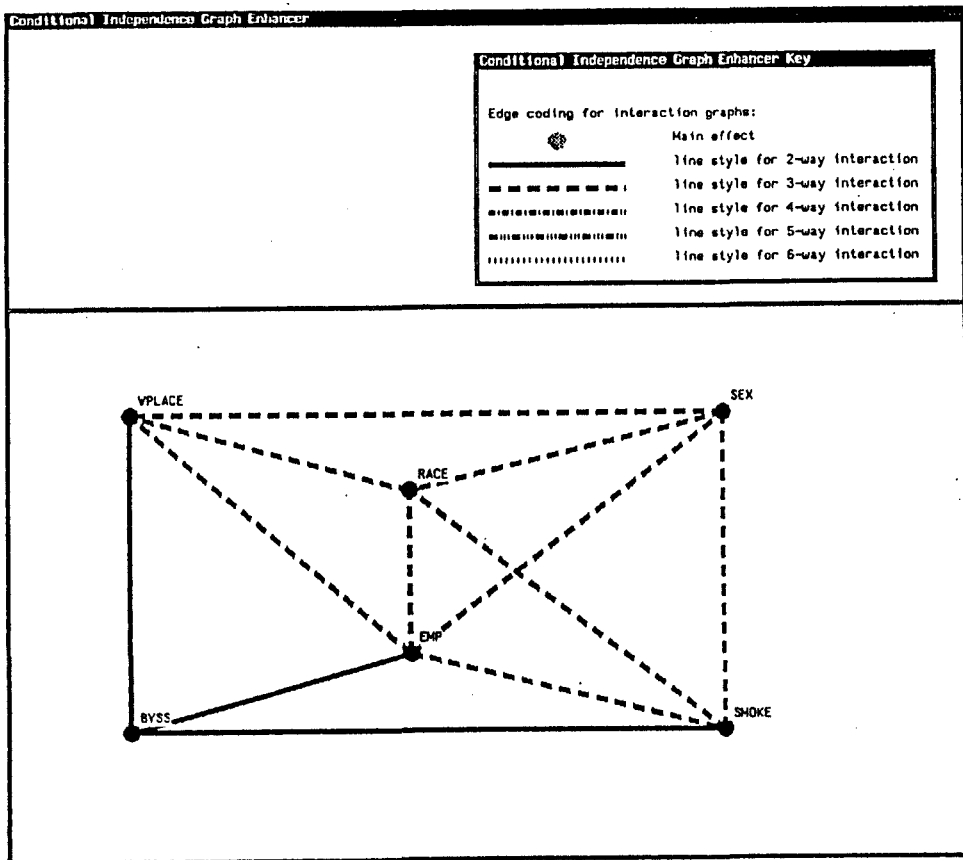 Conditional Independence Graph Enhancer
Conditional Independence Graph Enhancer Key
Edge coding for interaction graphs:
Main effect
line style for 2-way interaction
line style for 3-way interaction
line style for 4-way interaction
line style for 5-way interaction
line style for 6-way interaction
WPLACE
SEX
RACE
EMP
BYSS
SMOKE